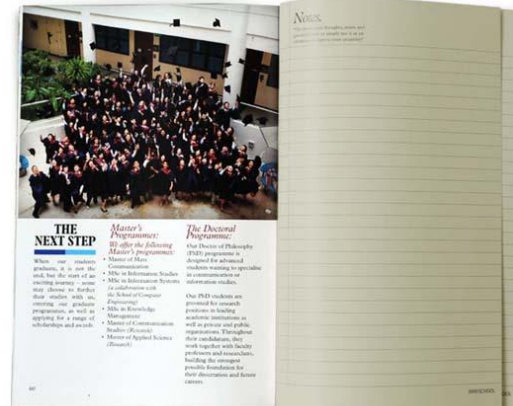 THE
NEXT STEP
When our students
graduate, it is not the
end, but the start of an
exciting journey – some
may choose to further
their studies with us,
entering our graduate
programmes, as well as
applying for a range of
scholarships and awards.
Master's
Programmes:
We offer the following
Master's programmes:
• Master of Mass
Communication
• MSc in Information Studies
• MSc in Information Systems
(a collaboration with
the School of Computer
Engineering)
• MSc in Knowledge
Management
• Master of Communication
Studies (Research)
• Master of Applied Science
(Research)
The Doctoral
Programme:
Our Doctor of Philosophy
(PhD) programme is
designed for advanced
students wanting to specialise
in communication or
information studies.
Our PhD students are
groomed for research
positions in leading
academic institutions as
well as private and public
organisations. Throughout
their candidature, they
work together with faculty
professors and researchers,
building the strongest
possible foundation for
their dissertation and future
careers.
Notes.